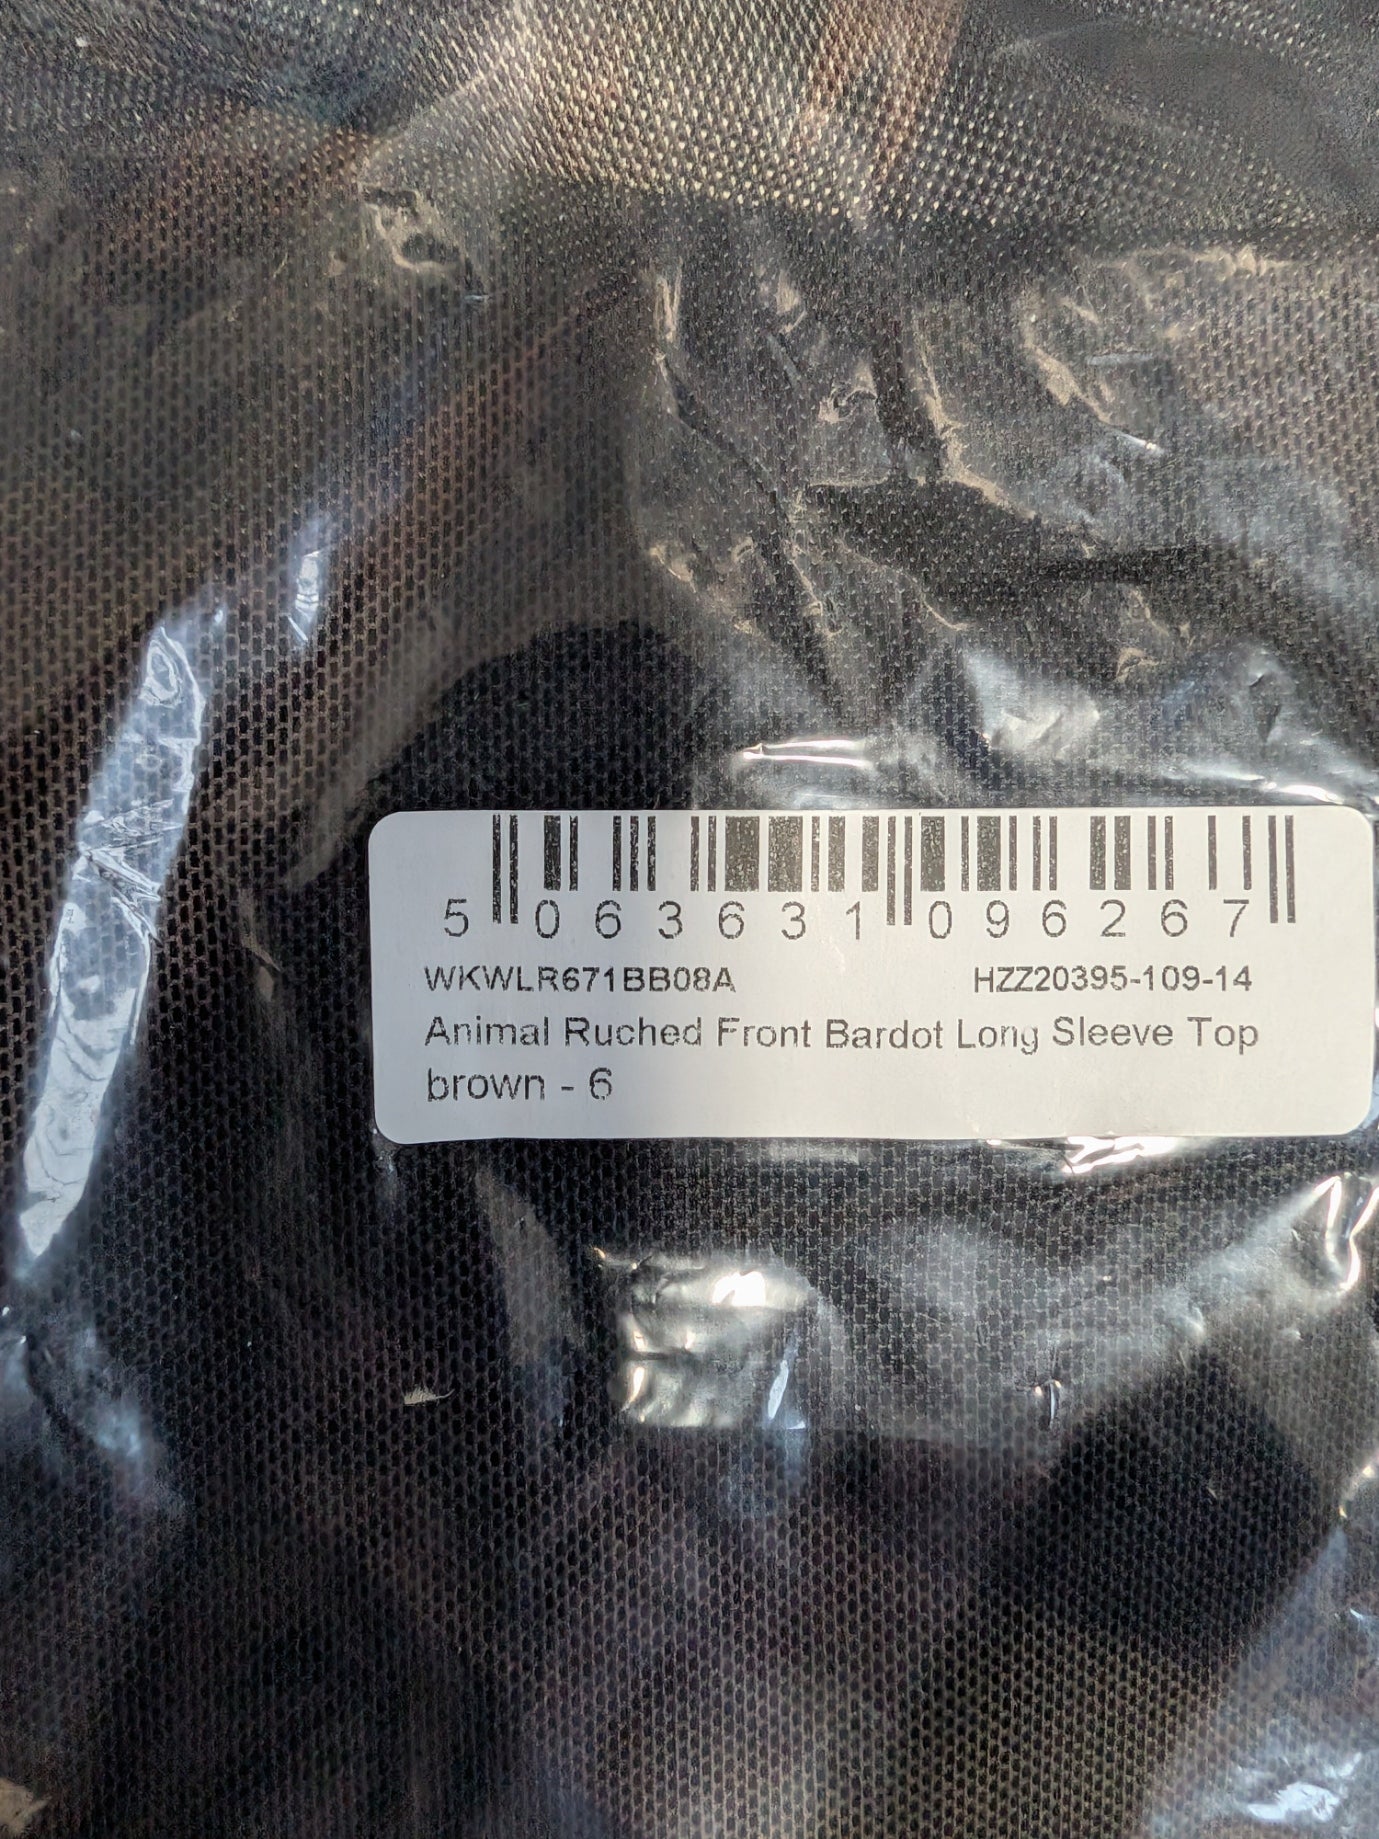 5 063631 096267
WKWLR671BB08A HZZ20395-109-14
Animal Ruched Front Bardot Long Sleeve Top
brown - 6